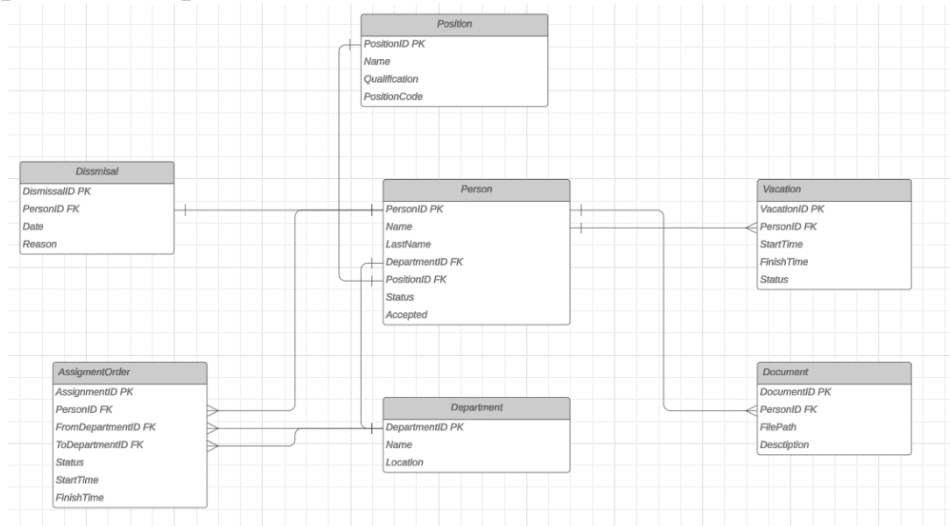 Position
PositionID PK
Name
Qualification
PositionCode
Dissmisal
DismissalID PK
PersonID FK
Date
Reason
Person
PersonID PK
Name
LastName
DepartmentID FK
PositionID FK
Status
Accepted
Vacation
VacationID PK
PersonID FK
StartTime
FinishTime
Status
AssigmentOrder
AssignmentID PK
PersonID FK
FromDepartmentID FK
ToDepartmentID FK
Status
StartTime
FinishTime
Department
DepartmentID PK
Name
Location
Document
DocumentID PK
PersonID FK
FilePath
Desctiption